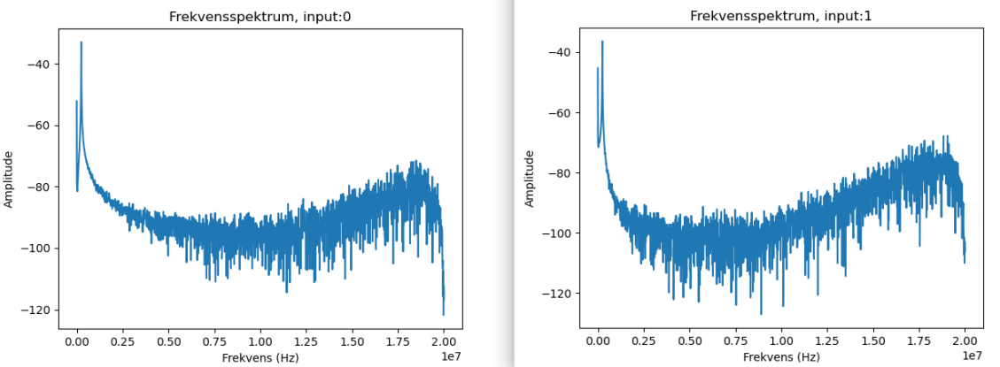 Frekvensspektrum, input:0
Amplitude
−40
−60
−80
−100
−120
0.00 0.25 0.50 0.75 1.00 1.25 1.50 1.75 2.00
1e7
Frekvens (Hz)
Frekvensspektrum, input:1
Amplitude
−40
−60
−80
−100
−120
0.00 0.25 0.50 0.75 1.00 1.25 1.50 1.75 2.00
1e7
Frekvens (Hz)